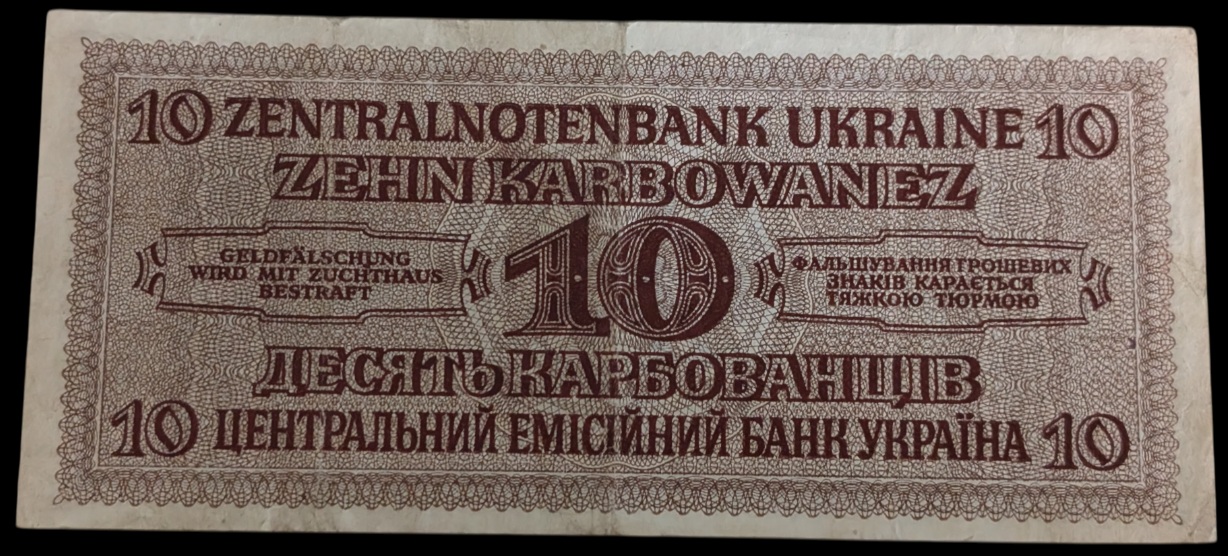 10 ZENTRALNOTENBANK UKRAINE 10
ZEHN KARBOWANEZ
GELDFÄLSCHUNG
WIRD MIT ZUCHTHAUS
BESTRAFT
10
ФАЛЬШУВАННЯ ГРОШЕВИХ
ЗНАКІВ КАРАЄТЬСЯ
ТЯЖКОЮ ТЮРМОЮ
ДЕСЯТЬ КАРБОВАНЦІВ
10 ЦЕНТРАЛЬНИЙ ЕМІСІЙНИЙ БАНК УКРАЇНА 10